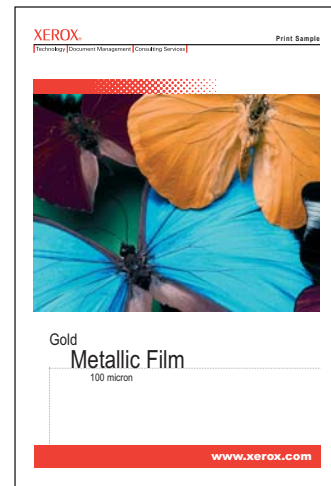 XEROX®
Print Sample
Technology | Document Management | Consulting Services
Gold
Metallic Film
100 micron
www.xerox.com